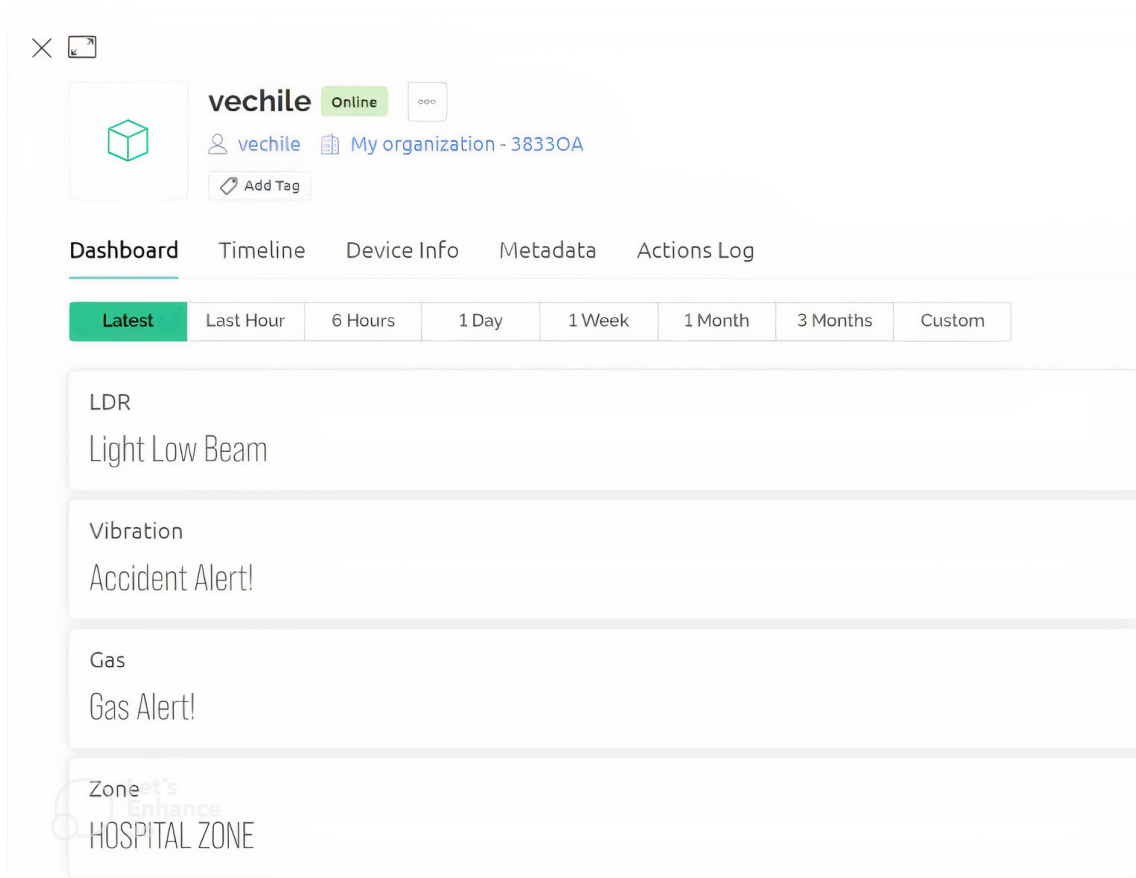 vechile Online
vechile My organization - 3833OA
Add Tag
Dashboard Timeline Device Info Metadata Actions Log
Latest Last Hour 6 Hours 1 Day 1 Week 1 Month 3 Months Custom
LDR
Light Low Beam
Vibration
Accident Alert!
Gas
Gas Alert!
Zone
Let's
Enhance
HOSPITAL ZONE